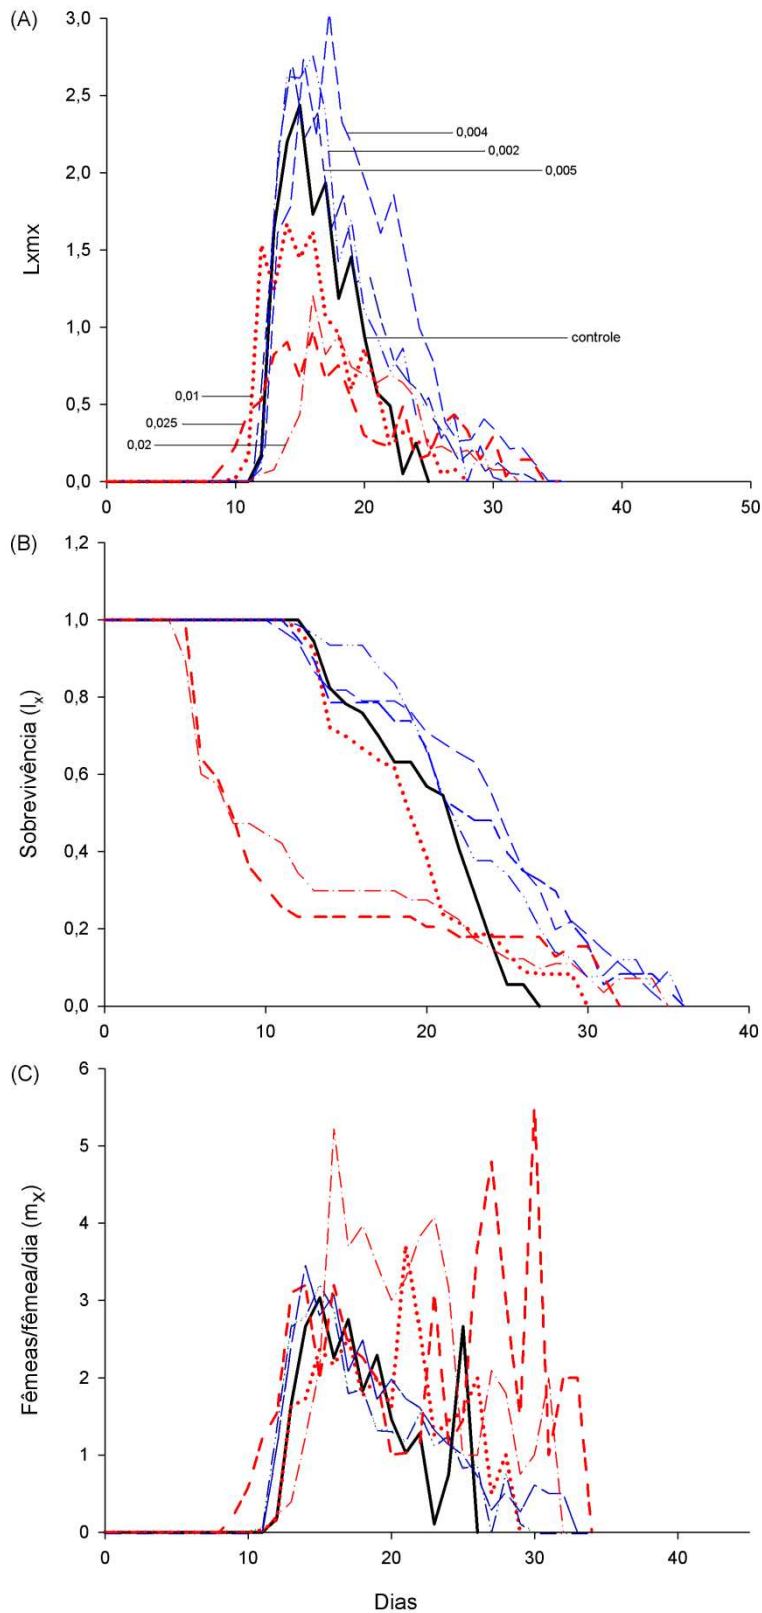 (A)
3,0
2,5
2,0
1,5
1,0
0,5
0,0
Lxmx
0,004
0,002
0,005
controle
0,01
0,025
0,02
0 10 20 30 40 50
(B)
1,2
1,0
0,8
0,6
0,4
0,2
0,0
Sobrevivência (lx)
0 10 20 30 40
(C)
6
5
4
3
2
1
0
Fêmeas/fêmea/dia (mX)
0 10 20 30 40
Dias